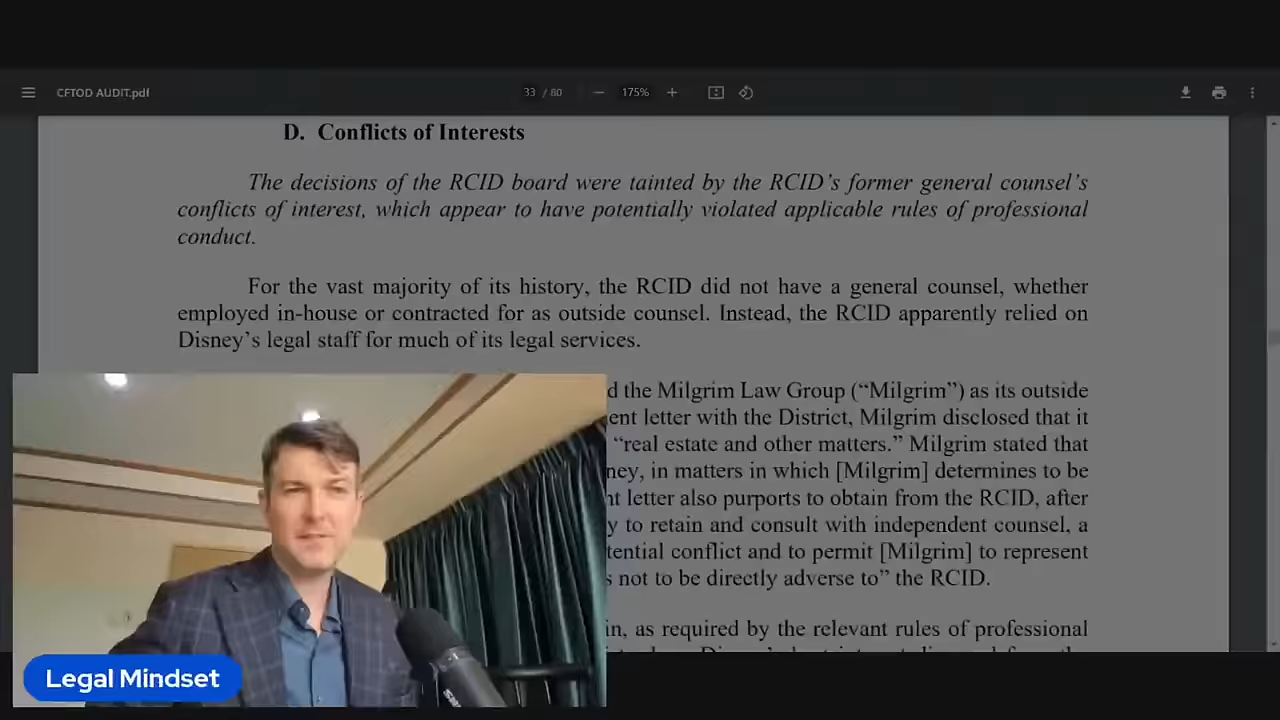 CFTOD AUDIT.pdf
33 / 80
175%
D. Conflicts of Interests
The decisions of the RCID board were tainted by the RCID's former general counsel's
conflicts of interest, which appear to have potentially violated applicable rules of professional
conduct.
For the vast majority of its history, the RCID did not have a general counsel, whether
employed in-house or contracted for as outside counsel. Instead, the RCID apparently relied on
Disney's legal staff for much of its legal services.
d the Milgrim Law Group (“Milgrim”) as its outside
ent letter with the District, Milgrim disclosed that it
“real estate and other matters.” Milgrim stated that
ney, in matters in which [Milgrim] determines to be
nt letter also purports to obtain from the RCID, after
y to retain and consult with independent counsel, a
tential conflict and to permit [Milgrim] to represent
s not to be directly adverse to” the RCID.
in, as required by the relevant rules of professional
Legal Mindset